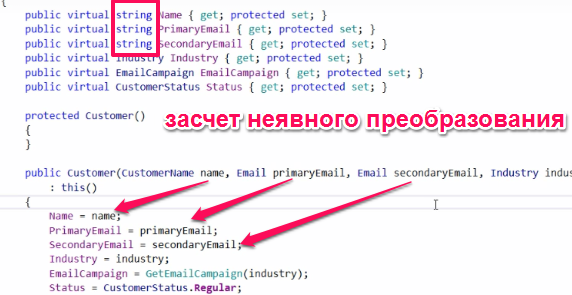 {
public virtual string Name { get; protected set; }
public virtual string PrimaryEmail { get; protected set; }
public virtual string SecondaryEmail { get; protected set; }
public virtual Industry Industry { get; protected set; }
public virtual EmailCampaign EmailCampaign { get; protected set; }
public virtual CustomerStatus Status { get; protected set; }
protected Customer()
засчет неявного преобразования
{
}
public Customer(CustomerName name, Email primaryEmail, Email secondaryEmail, Industry indus
: this()
{
Name = name;
PrimaryEmail = primaryEmail;
SecondaryEmail = secondaryEmail;
Industry = industry;
EmailCampaign = GetEmailCampaign(industry);
Status = CustomerStatus.Regular;